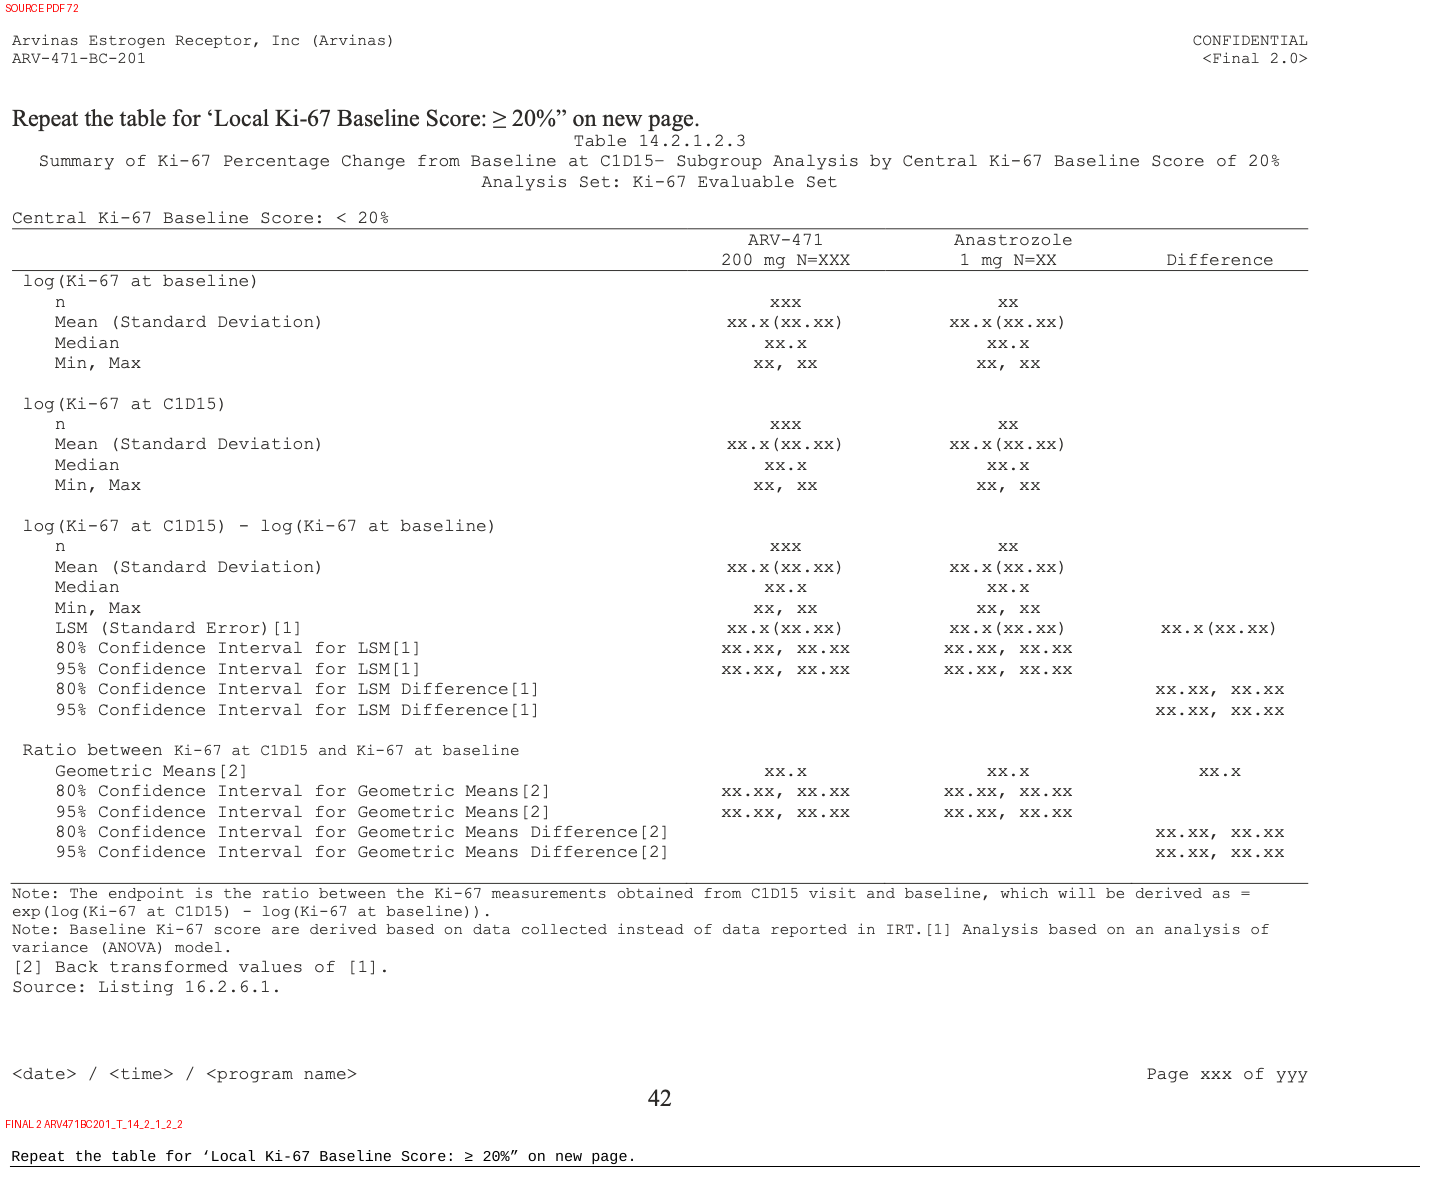 SOURCE PDF 72
Arvinas Estrogen Receptor, Inc (Arvinas) CONFIDENTIAL
ARV-471-BC-201 <Final 2.0>
Repeat the table for ‘Local Ki-67 Baseline Score: ≥ 20%” on new page.
Table 14.2.1.2.3
Summary of Ki-67 Percentage Change from Baseline at C1D15– Subgroup Analysis by Central Ki-67 Baseline Score of 20%
Analysis Set: Ki-67 Evaluable Set
Central Ki-67 Baseline Score: < 20%
ARV-471 Anastrozole
200 mg N=XXX 1 mg N=XX Difference
log(Ki-67 at baseline)
n xxx xx
Mean (Standard Deviation) xx.x(xx.xx) xx.x(xx.xx)
Median xx.x xx.x
Min, Max xx, xx xx, xx
log(Ki-67 at C1D15)
n xxx xx
Mean (Standard Deviation) xx.x(xx.xx) xx.x(xx.xx)
Median xx.x xx.x
Min, Max xx, xx xx, xx
log(Ki-67 at C1D15) - log(Ki-67 at baseline)
n xxx xx
Mean (Standard Deviation) xx.x(xx.xx) xx.x(xx.xx)
Median xx.x xx.x
Min, Max xx, xx xx, xx
LSM (Standard Error)[1] xx.x(xx.xx) xx.x(xx.xx) xx.x(xx.xx)
80% Confidence Interval for LSM[1] xx.xx, xx.xx xx.xx, xx.xx
95% Confidence Interval for LSM[1] xx.xx, xx.xx xx.xx, xx.xx
80% Confidence Interval for LSM Difference[1] xx.xx, xx.xx
95% Confidence Interval for LSM Difference[1] xx.xx, xx.xx
Ratio between Ki-67 at C1D15 and Ki-67 at baseline
Geometric Means[2] xx.x xx.x xx.x
80% Confidence Interval for Geometric Means[2] xx.xx, xx.xx xx.xx, xx.xx
95% Confidence Interval for Geometric Means[2] xx.xx, xx.xx xx.xx, xx.xx
80% Confidence Interval for Geometric Means Difference[2] xx.xx, xx.xx
95% Confidence Interval for Geometric Means Difference[2] xx.xx, xx.xx
Note: The endpoint is the ratio between the Ki-67 measurements obtained from C1D15 visit and baseline, which will be derived as =
exp(log(Ki-67 at C1D15) - log(Ki-67 at baseline)).
Note: Baseline Ki-67 score are derived based on data collected instead of data reported in IRT.[1] Analysis based on an analysis of
variance (ANOVA) model.
[2] Back transformed values of [1].
Source: Listing 16.2.6.1.
<date> / <time> / <program name> Page xxx of yyy
42
FINAL 2 ARV471BC201_T_14_2_1_2_2
Repeat the table for ‘Local Ki-67 Baseline Score: ≥ 20%” on new page.